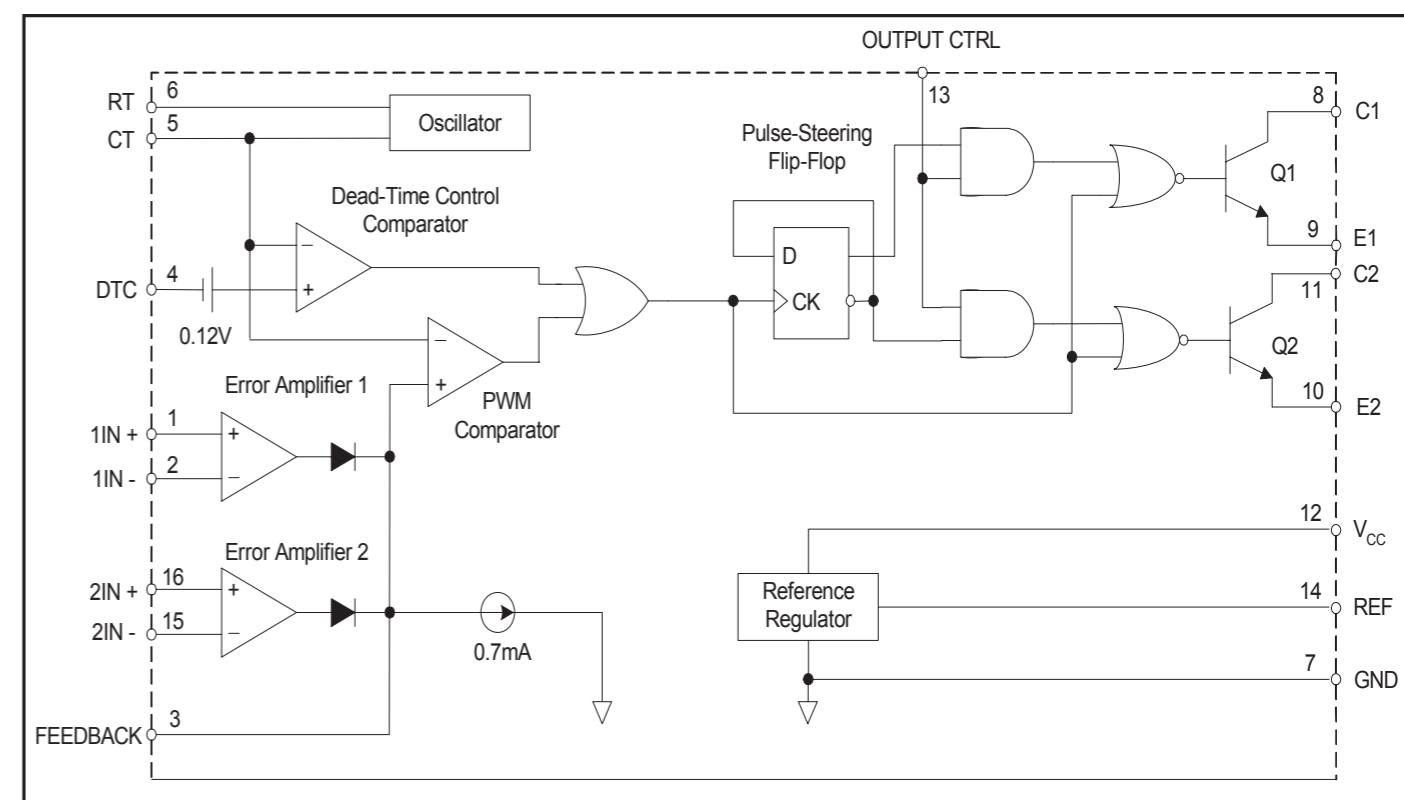 OUTPUT CTRL
13
RT
6
CT
5
Oscillator
8
C1
Pulse-Steering
Flip-Flop
Q1
Dead-Time Control
Comparator
9
E1
D
CK
DTC
4
0.12V
−
+
C2
11
Q2
10
E2
−
+
PWM
Comparator
Error Amplifier 1
1IN +
1
+
1IN -
2
−
Error Amplifier 2
2IN +
16
+
2IN -
15
−
0.7mA
12
VCC
Reference
Regulator
14
REF
7
GND
FEEDBACK
3